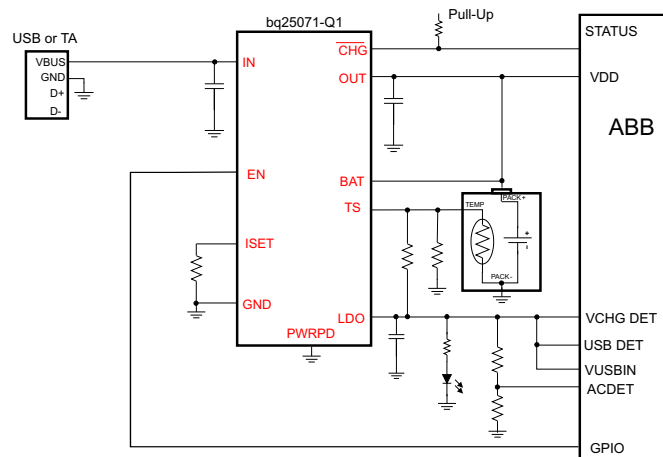 bq25071-Q1
Pull-Up
USB or TA
VBUS
GND
D+
D-
IN
EN
ISET
GND
PWRPD
CHG
OUT
BAT
TS
LDO
TEMP
PACK+
+
-
PACK-
STATUS
VDD
ABB
VCHG DET
USB DET
VUSBIN
ACDET
GPIO